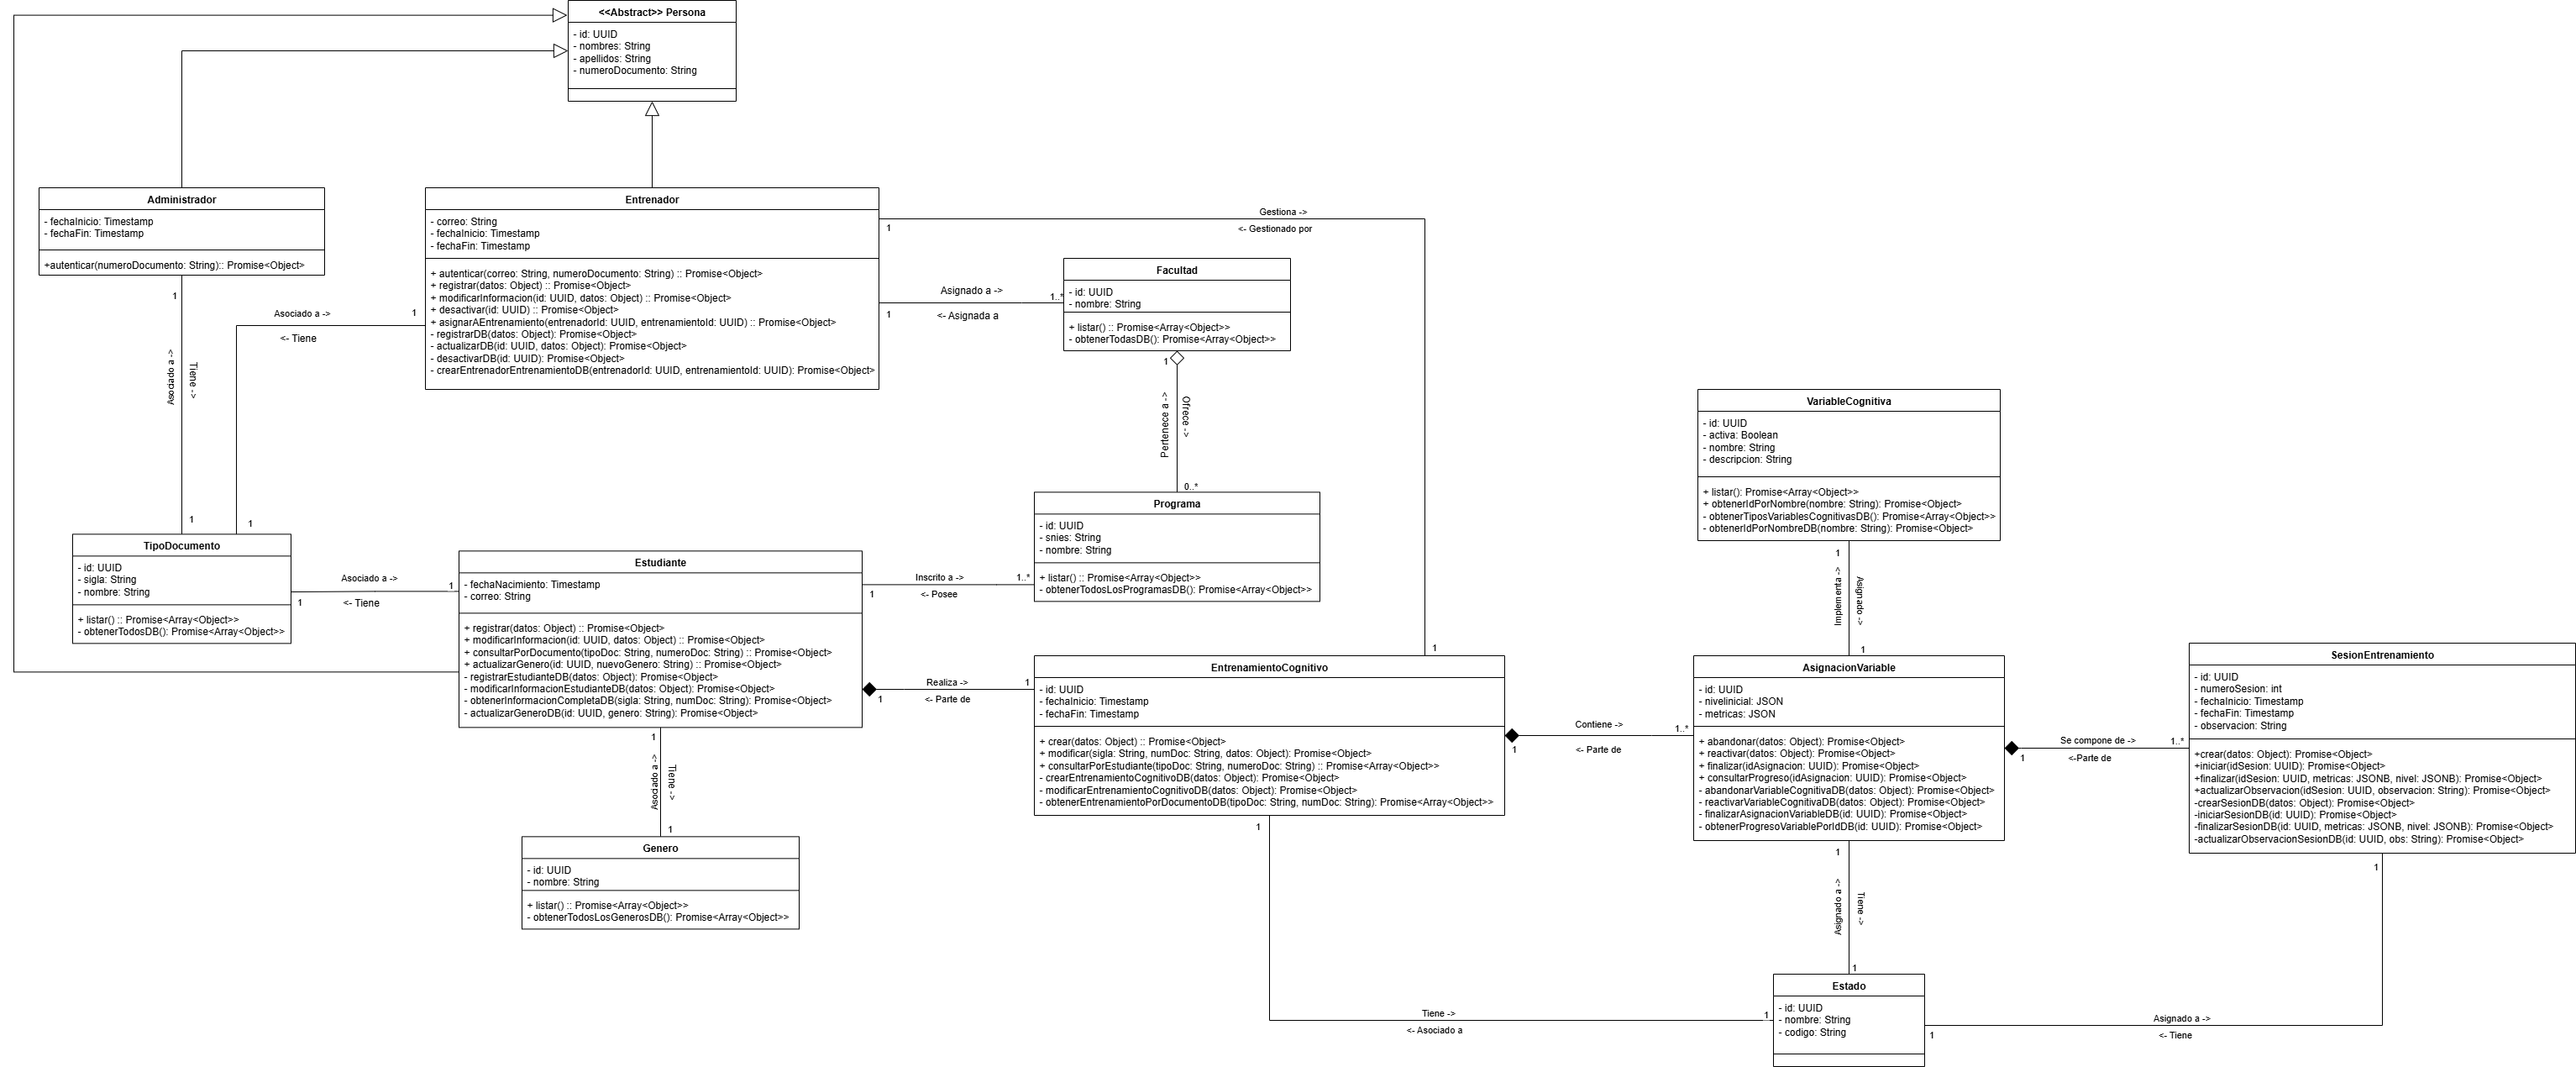 <<Abstract>> Persona
- id: UUID
- nombres: String
- apellidos: String
- numeroDocumento: String
Administrador
- fechaInicio: Timestamp
- fechaFin: Timestamp
+autenticar(numeroDocumento: String):: Promise<Object>
Entrenador
- correo: String
- fechaInicio: Timestamp
- fechaFin: Timestamp
+ autenticar(correo: String, numeroDocumento: String) :: Promise<Object>
+ registrar(datos: Object) :: Promise<Object>
+ modificarInformacion(id: UUID, datos: Object) :: Promise<Object>
+ desactivar(id: UUID) :: Promise<Object>
+ asignarAEntrenamiento(entrenadorId: UUID, entrenamientoId: UUID) :: Promise<Object>
- registrarDB(datos: Object): Promise<Object>
- actualizarDB(id: UUID, datos: Object): Promise<Object>
- desactivarDB(id: UUID): Promise<Object>
- crearEntrenadorEntrenamientoDB(entrenadorId: UUID, entrenamientoId: UUID): Promise<Object>
Gestiona ->
1
<- Gestionado por
1
Asignado a ->
1..*
1
<- Asignada a
Facultad
- id: UUID
- nombre: String
+ listar() :: Promise<Array<Object>>
- obtenerTodasDB(): Promise<Array<Object>>
1
Pertenece a ->
Ofrece ->
0..*
1
Asociado a ->
Tiene ->
1
Asociado a ->
1
<- Tiene
1
VariableCognitiva
- id: UUID
- activa: Boolean
- nombre: String
- descripcion: String
+ listar(): Promise<Array<Object>>
+ obtenerIdPorNombre(nombre: String): Promise<Object>
- obtenerTiposVariablesCognitivasDB(): Promise<Array<Object>>
- obtenerIdPorNombreDB(nombre: String): Promise<Object>
1
Implementa ->
Asignado ->
1
Programa
- id: UUID
- snies: String
- nombre: String
+ listar() :: Promise<Array<Object>>
- obtenerTodosLosProgramasDB(): Promise<Array<Object>>
TipoDocumento
- id: UUID
- sigla: String
- nombre: String
+ listar() :: Promise<Array<Object>>
- obtenerTodosDB(): Promise<Array<Object>>
Asociado a ->
1
1
<- Tiene
Estudiante
- fechaNacimiento: Timestamp
- correo: String
+ registrar(datos: Object) :: Promise<Object>
+ modificarInformacion(id: UUID, datos: Object) :: Promise<Object>
+ consultarPorDocumento(tipoDoc: String, numeroDoc: String) :: Promise<Object>
+ actualizarGenero(id: UUID, nuevoGenero: String) :: Promise<Object>
- registrarEstudianteDB(datos: Object): Promise<Object>
- modificarInformacionEstudianteDB(datos: Object): Promise<Object>
- obtenerInformacionCompletaDB(sigla: String, numDoc: String): Promise<Object>
- actualizarGeneroDB(id: UUID, genero: String): Promise<Object>
Inscrito a ->
1..*
1
<- Posee
Realiza ->
1
1
<- Parte de
EntrenamientoCognitivo
- id: UUID
- fechaInicio: Timestamp
- fechaFin: Timestamp
+ crear(datos: Object) :: Promise<Object>
+ modificar(sigla: String, numDoc: String, datos: Object): Promise<Object>
+ consultarPorEstudiante(tipoDoc: String, numeroDoc: String) :: Promise<Array<Object>>
- crearEntrenamientoCognitivoDB(datos: Object): Promise<Object>
- modificarEntrenamientoCognitivoDB(datos: Object): Promise<Object>
- obtenerEntrenamientoPorDocumentoDB(tipoDoc: String, numDoc: String): Promise<Array<Object>>
Contiene ->
1..*
1
<- Parte de
AsignacionVariable
- id: UUID
- nivelinicial: JSON
- metricas: JSON
+ abandonar(datos: Object): Promise<Object>
+ reactivar(datos: Object): Promise<Object>
+ finalizar(idAsignacion: UUID): Promise<Object>
+ consultarProgreso(idAsignacion: UUID): Promise<Object>
- abandonarVariableCognitivaDB(datos: Object): Promise<Object>
- reactivarVariableCognitivaDB(datos: Object): Promise<Object>
- finalizarAsignacionVariableDB(id: UUID): Promise<Object>
- obtenerProgresoVariablePorIdDB(id: UUID): Promise<Object>
Se compone de ->
1..*
1
<-Parte de
SesionEntrenamiento
- id: UUID
- numeroSesion: int
- fechaInicio: Timestamp
- fechaFin: Timestamp
- observacion: String
+crear(datos: Object): Promise<Object>
+iniciar(idSesion: UUID): Promise<Object>
+finalizar(idSesion: UUID, metricas: JSONB, nivel: JSONB): Promise<Object>
+actualizarObservacion(idSesion: UUID, observacion: String): Promise<Object>
-crearSesionDB(datos: Object): Promise<Object>
-iniciarSesionDB(id: UUID): Promise<Object>
-finalizarSesionDB(id: UUID, metricas: JSONB, nivel: JSONB): Promise<Object>
-actualizarObservacionSesionDB(id: UUID, obs: String): Promise<Object>
1
Asociado a ->
Tiene ->
1
Genero
- id: UUID
- nombre: String
+ listar() :: Promise<Array<Object>>
- obtenerTodosLosGenerosDB(): Promise<Array<Object>>
1
1
Asignado a ->
Tiene ->
1
1
Estado
- id: UUID
- nombre: String
- codigo: String
Tiene ->
1
<- Asociado a
Asignado a ->
1
<- Tiene